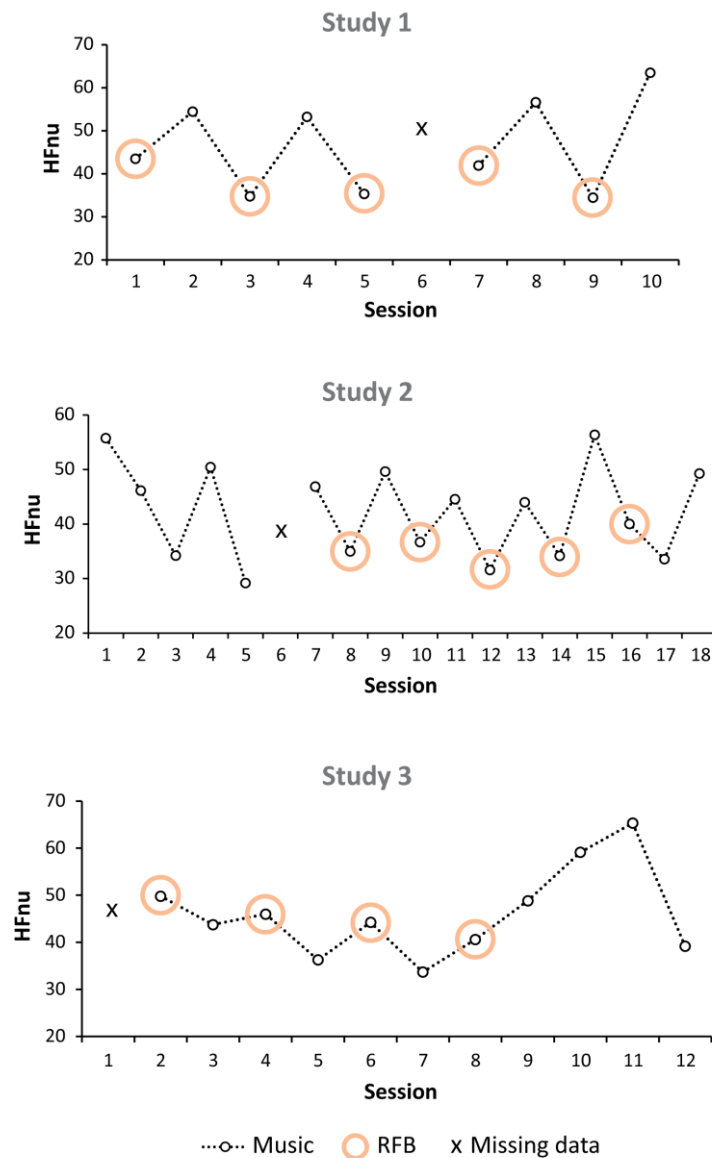 Study 1
70
60
50
40
30
20
HFnu
x
1 2 3 4 5 6 7 8 9 10
Session
Study 2
60
50
40
30
20
HFnu
x
1 2 3 4 5 6 7 8 9 10 11 12 13 14 15 16 17 18
Session
Study 3
70
60
50
40
30
20
HFnu
x
1 2 3 4 5 6 7 8 9 10 11 12
Session
Music RFB x Missing data